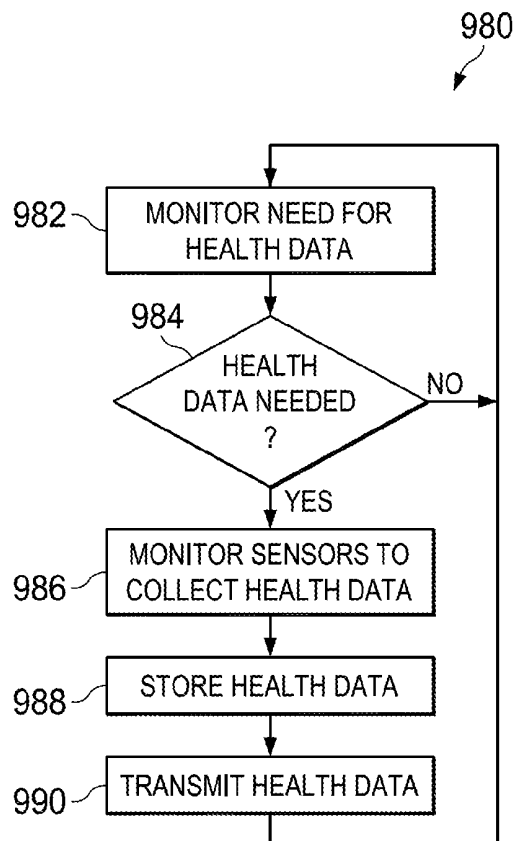 980
982
MONITOR NEED FOR
HEALTH DATA
984
HEALTH
DATA NEEDED
?
NO
YES
986
MONITOR SENSORS TO
COLLECT HEALTH DATA
988
STORE HEALTH DATA
990
TRANSMIT HEALTH DATA